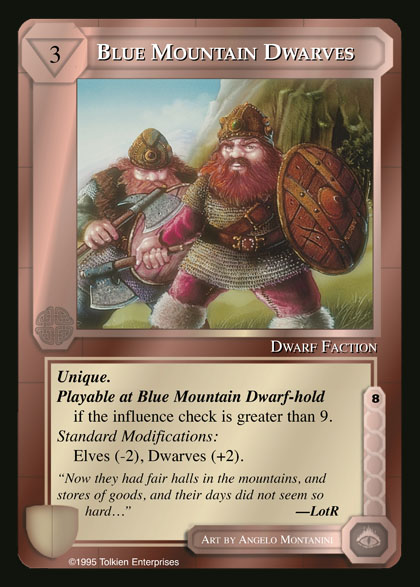 3
BLUE MOUNTAIN DWARVES
DWARF FACTION
Unique.
Playable at Blue Mountain Dwarf-hold
if the influence check is greater than 9.
Standard Modifications:
Elves (-2), Dwarves (+2).
8
“Now they had fair halls in the mountains, and
stores of goods, and their days did not seem so
hard…” —LotR
ART BY ANGELO MONTANINI
©1995 Tolkien Enterprises